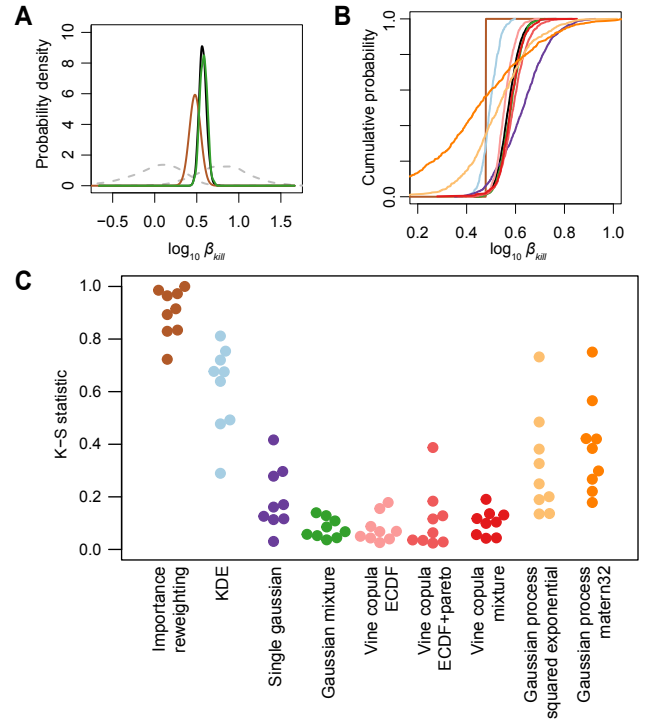 A
Probability density
10
8
6
4
2
0
−0.5
0.0
0.5
1.0
1.5
log10 βkill
B
Cumulative probability
1.0
0.0
0.2
0.4
0.6
0.8
1.0
log10 βkill
C
K−S statistic
1.0
0.8
0.6
0.4
0.2
0.0
Importance
reweighting
KDE
Single gaussian
Gaussian mixture
Vine copula
ECDF
Vine copula
ECDF+pareto
Vine copula
mixture
Gaussian process
squared exponential
Gaussian process
matern32